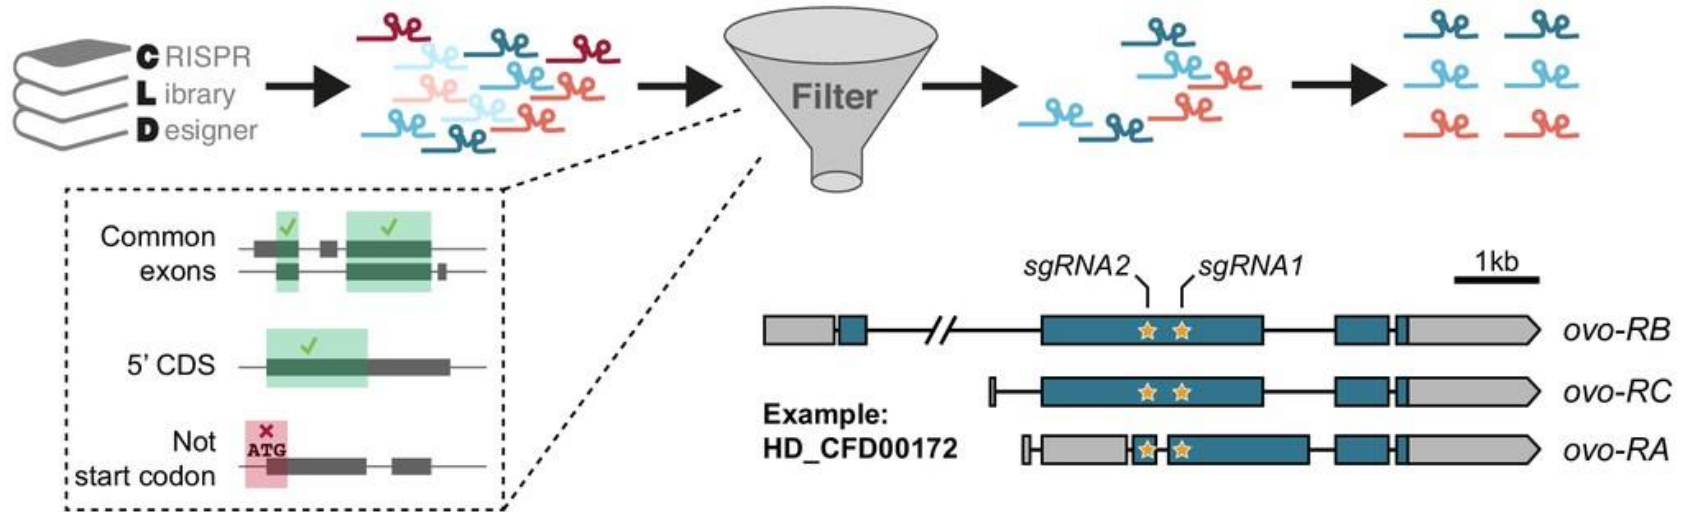 CRISPR
Library
Designer
Filter
Common
exons
5' CDS
Not
start codon
ATG
sgRNA2
sgRNA1
1kb
ovo-RB
ovo-RC
ovo-RA
Example:
HD_CFD00172